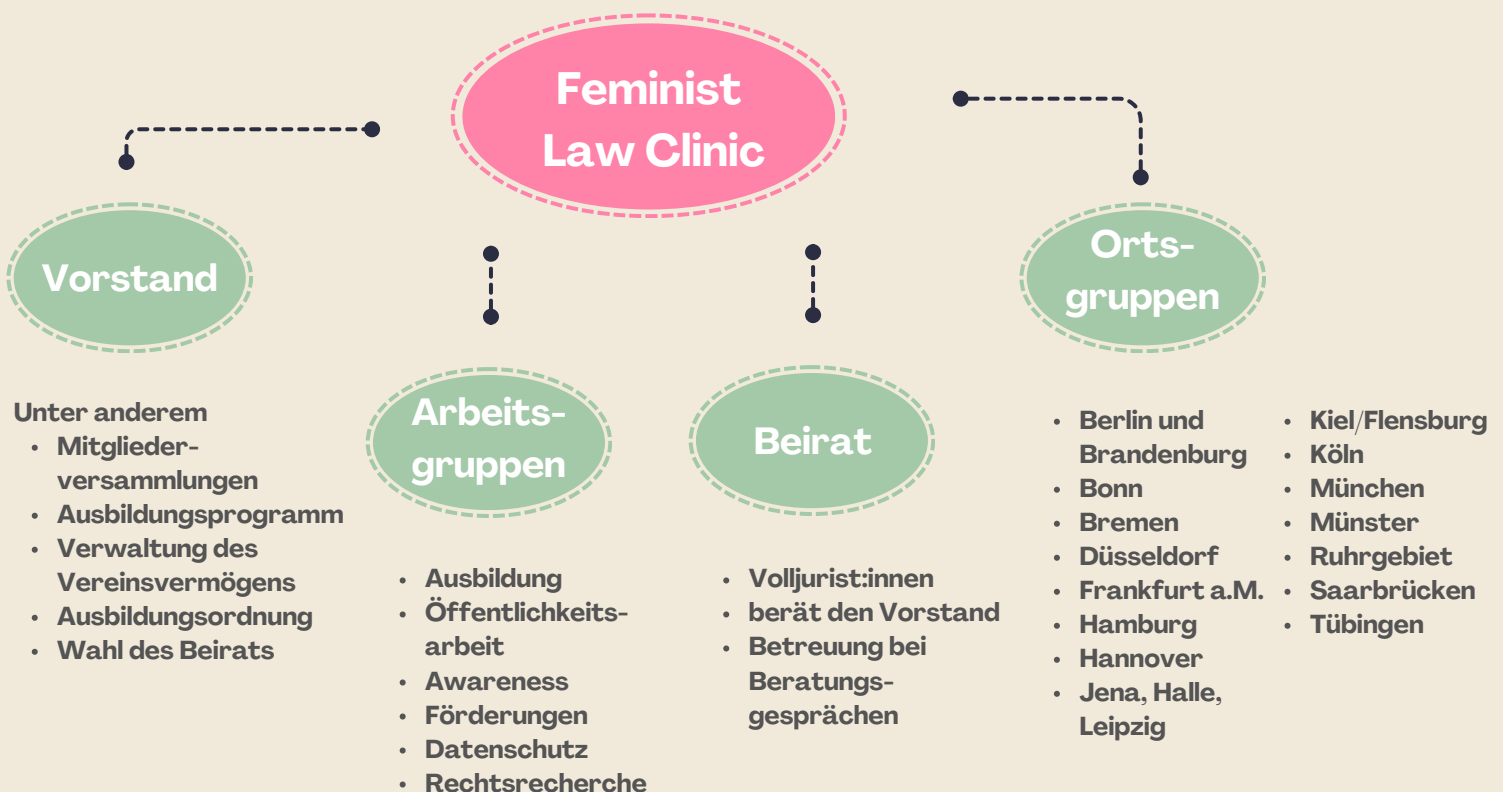 Feminist
Law Clinic
Vorstand
Unter anderem
• Mitglieder-
versammlungen
• Ausbildungsprogramm
• Verwaltung des
Vereinsvermögens
• Ausbildungsordnung
• Wahl des Beirats
Arbeits-
gruppen
• Ausbildung
• Öffentlichkeits-
arbeit
• Awareness
• Förderungen
• Datenschutz
• Rechtsrecherche
Beirat
• Volljurist:innen
• berät den Vorstand
• Betreuung bei
Beratungs-
gesprächen
Orts-
gruppen
• Berlin und
Brandenburg
• Bonn
• Bremen
• Düsseldorf
• Frankfurt a.M.
• Hamburg
• Hannover
• Jena, Halle,
Leipzig
• Kiel/Flensburg
• Köln
• München
• Münster
• Ruhrgebiet
• Saarbrücken
• Tübingen